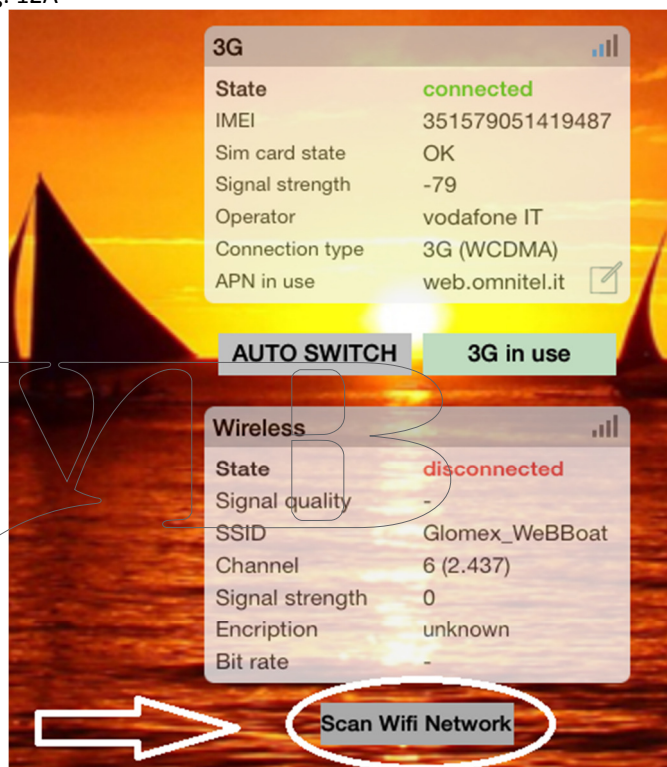 3G
State connected
IMEI 351579051419487
Sim card state OK
Signal strength -79
Operator vodafone IT
Connection type 3G (WCDMA)
APN in use web.omnitel.it
AUTO SWITCH 3G in use
Wireless
State disconnected
Signal quality -
SSID Glomex_WeBBoat
Channel 6 (2.437)
Signal strength 0
Encription unknown
Bit rate -
Scan Wifi Network